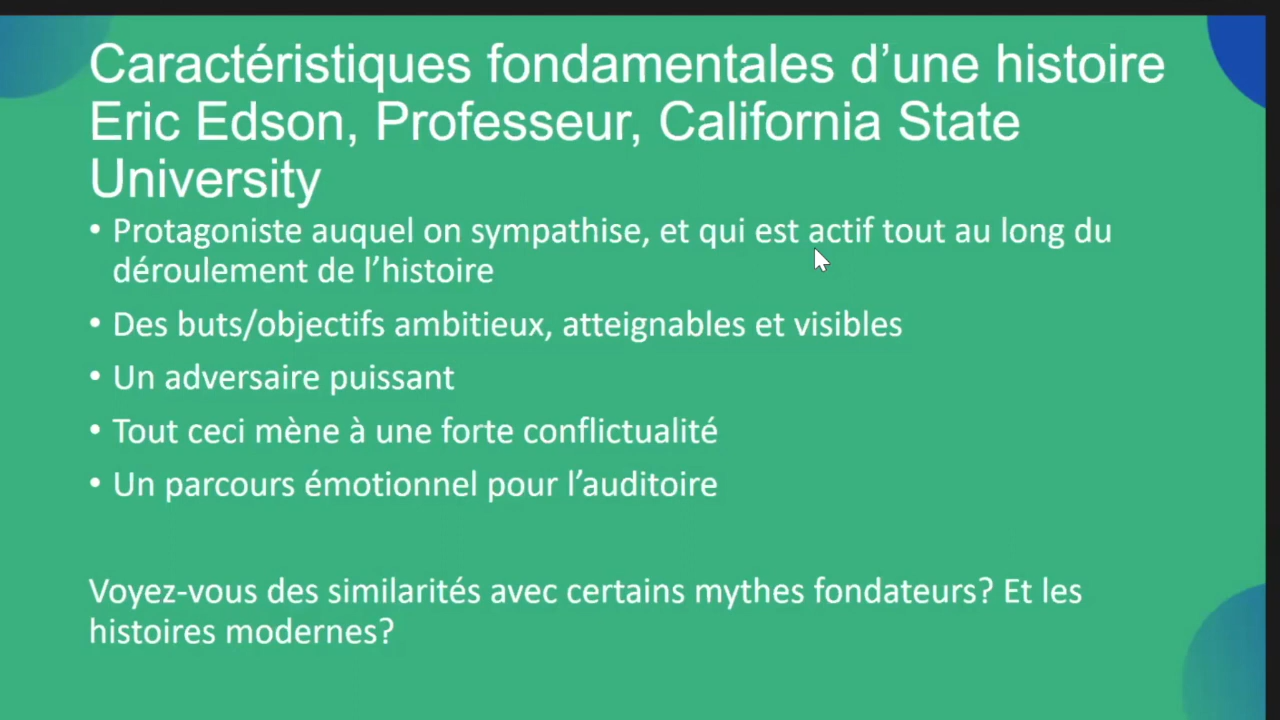 Caractéristiques fondamentales d’une histoire
Eric Edson, Professeur, California State
University
• Protagoniste auquel on sympathise, et qui est actif tout au long du
déroulement de l’histoire
• Des buts/objectifs ambitieux, atteignables et visibles
• Un adversaire puissant
• Tout ceci mène à une forte conflictualité
• Un parcours émotionnel pour l’auditoire
Voyez-vous des similarités avec certains mythes fondateurs? Et les
histoires modernes?